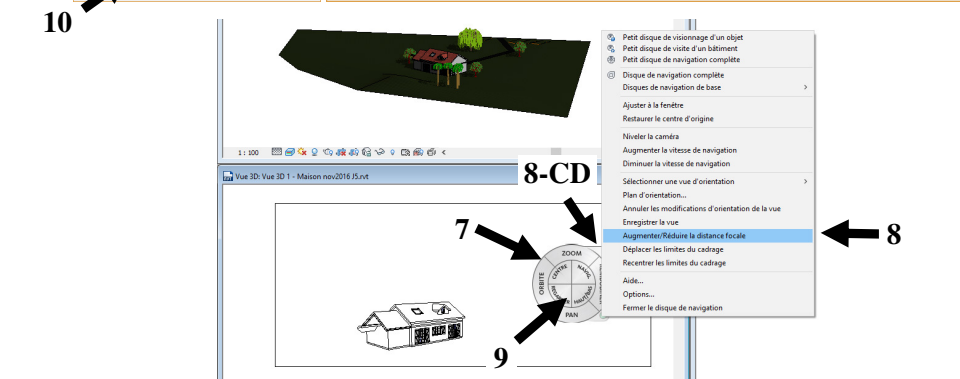 10
Petit disque de visionnage d'un objet
Petit disque de visite d'un bâtiment
Petit disque de navigation complète
Disque de navigation complète
Disques de navigation de base
Ajuster à la fenêtre
Restaurer le centre d'origine
Niveler la caméra
Augmenter la vitesse de navigation
Diminuer la vitesse de navigation
Sélectionner une vue d'orientation
Plan d'orientation...
Annuler les modifications d'orientation de la vue
Enregistrer la vue
Augmenter/Réduire la distance focale
Déplacer les limites du cadrage
Recentrer les limites du cadrage
Aide...
Options...
Fermer le disque de navigation
1 : 100
Vue 3D: Vue 3D 1 - Maison nov2016 J5.rvt
8-CD
7
8
ZOOM
CENTRE
NAVIG
ORBITE
REGARDER
HAUT/BAS
PAN
9